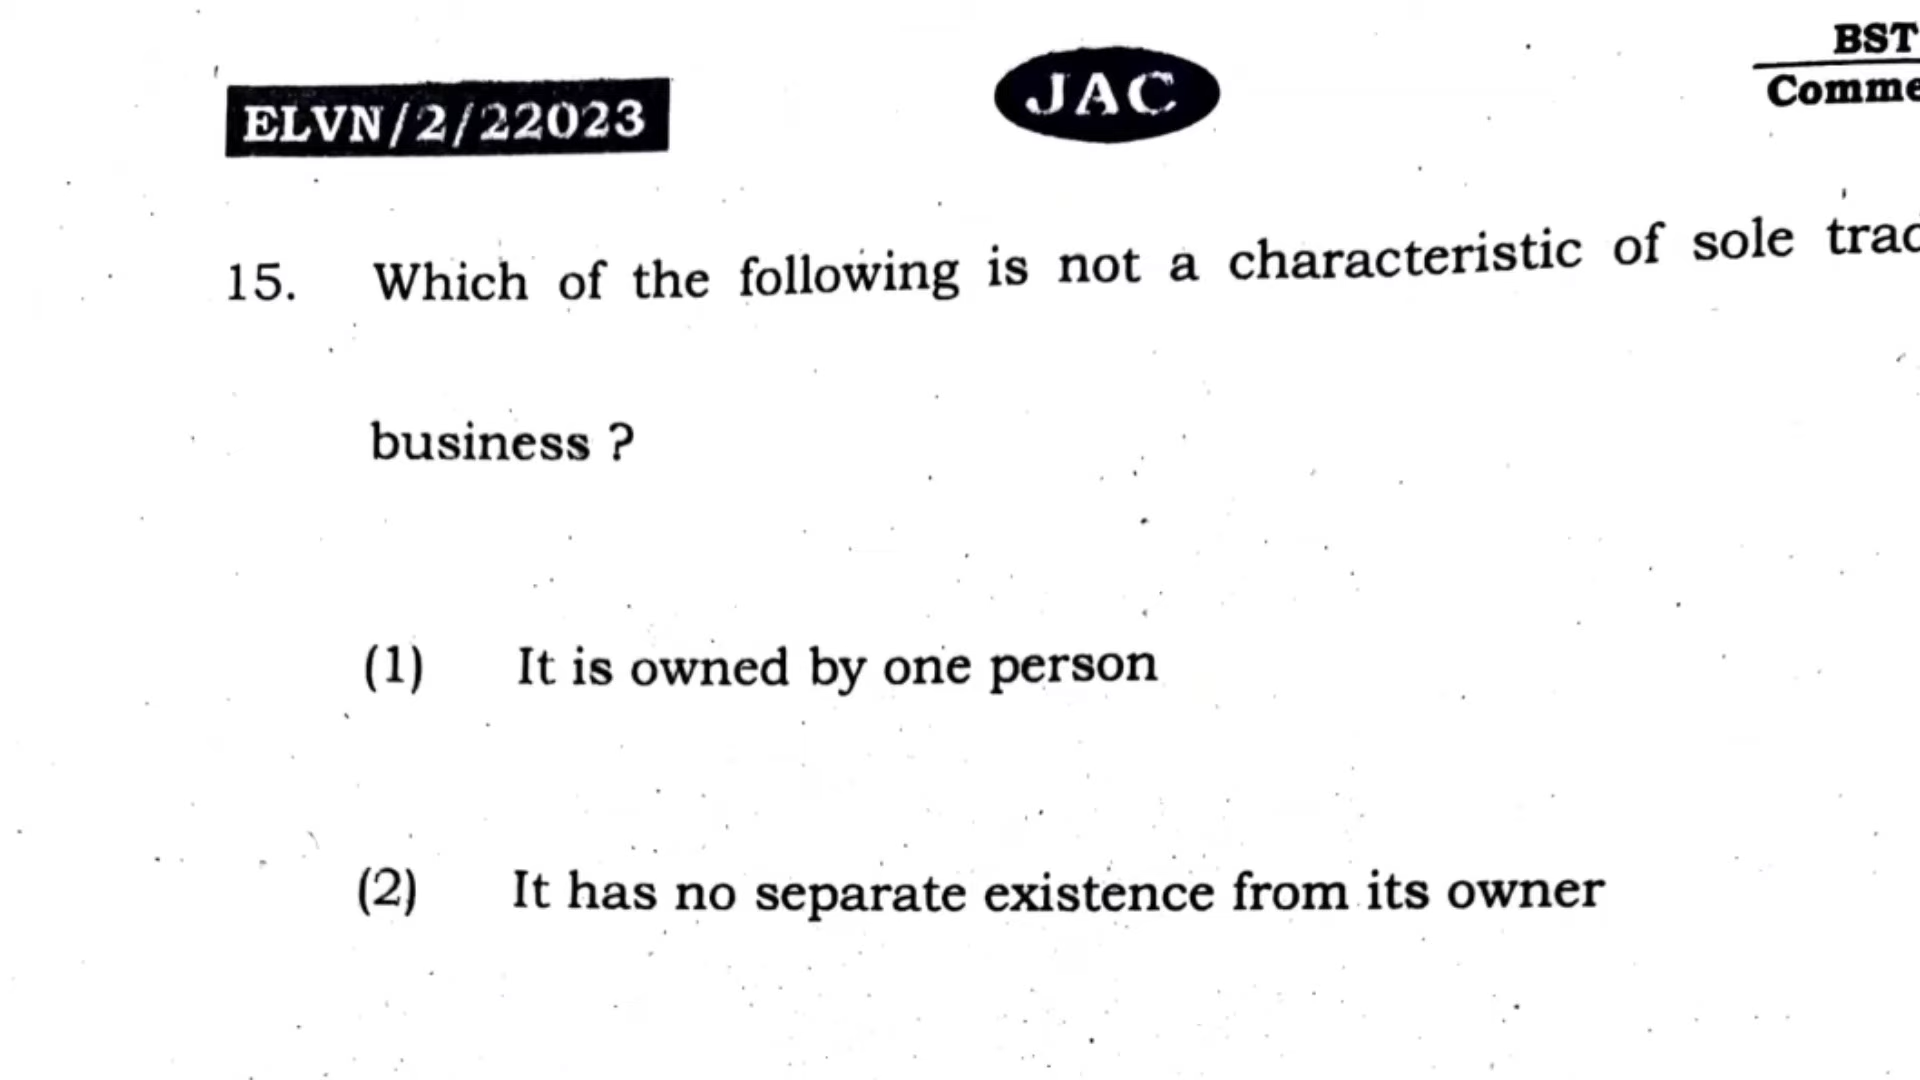 ELVN/2/22023
JAC
BST
15. Which of the following is not a characteristic of sole
business ?
(1) It is owned by one person
(2) It has no separate existence from its owner